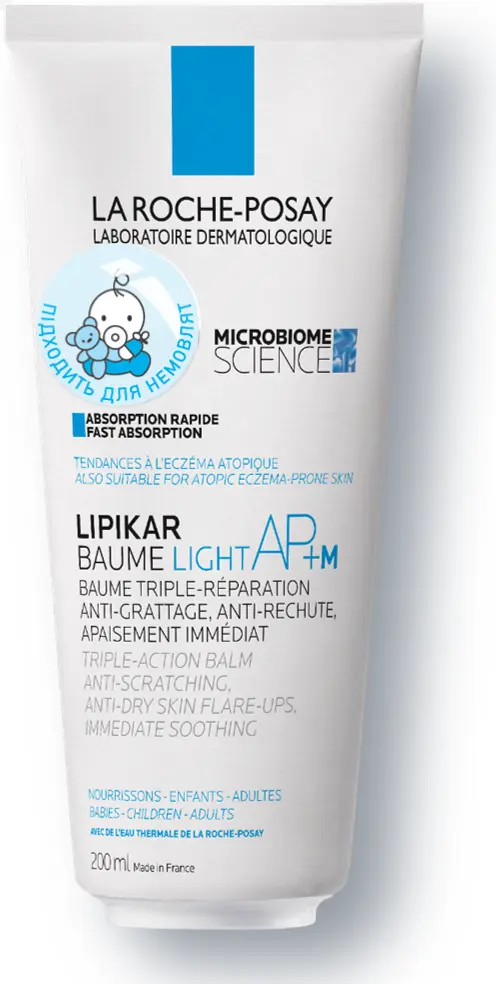 LA ROCHE-POSAY
LABORATOIRE DERMATOLOGIQUE
ПІДХОДИТЬ ДЛЯ НЕМОВЛЯТ
MICROBIOME
SCIENCE
ABSORPTION RAPIDE
FAST ABSORPTION
TENDANCES À L'ECZÉMA ATOPIQUE
ALSO SUITABLE FOR ATOPIC ECZEMA-PRONE SKIN
LIPIKAR
BAUME LIGHT AP+M
BAUME TRIPLE-RÉPARATION
ANTI-GRATTAGE, ANTI-RECHUTE,
APAISEMENT IMMÉDIAT
TRIPLE-ACTION BALM
ANTI-SCRATCHING,
ANTI-DRY SKIN FLARE-UPS,
IMMEDIATE SOOTHING
NOURRISSONS - ENFANTS - ADULTES
BABIES - CHILDREN - ADULTS
AVEC DE L'EAU THERMALE DE LA ROCHE-POSAY
200 ml Made in France